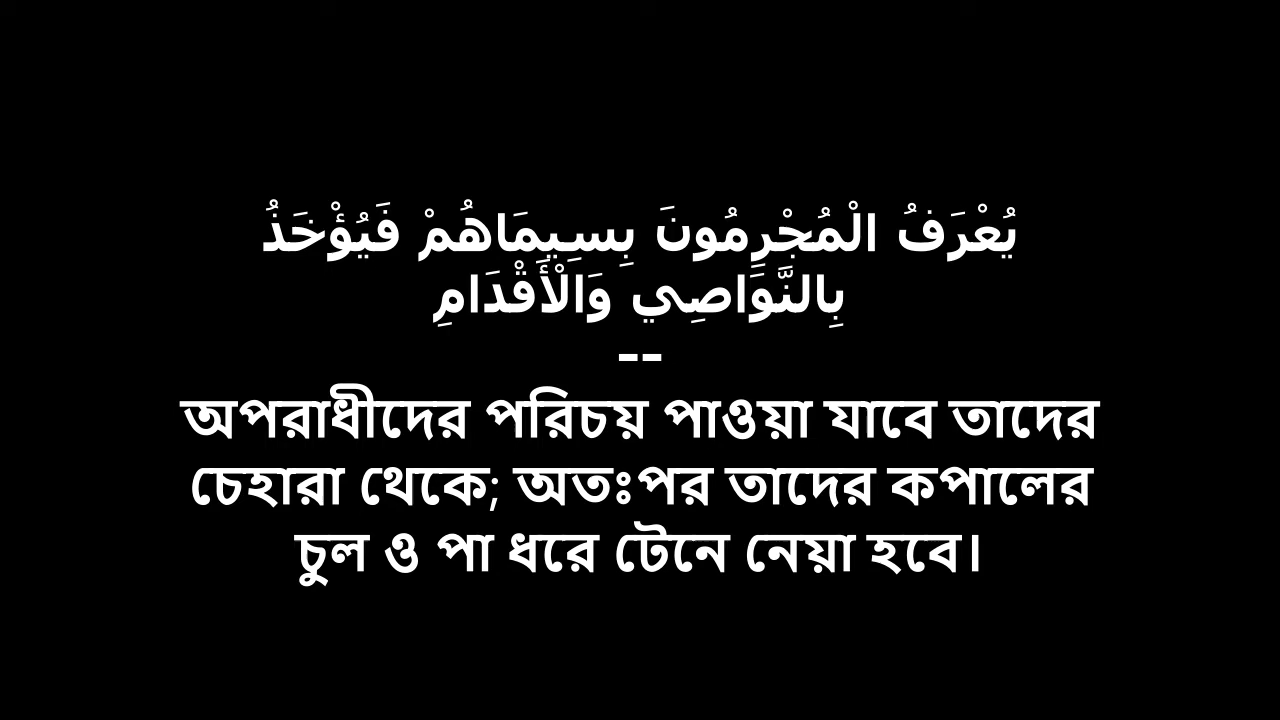 يُعْرَفُ الْمُجْرِمُونَ بِسِيمَاهُمْ فَيُؤْخَذُ
بِالنَّوَاصِي وَالْأَقْدَامِ
--
অপরাধীদের পরিচয় পাওয়া যাবে তাদের
চেহারা থেকে; অতঃপর তাদের কপালের
চুল ও পা ধরে টেনে নেয়া হবে।